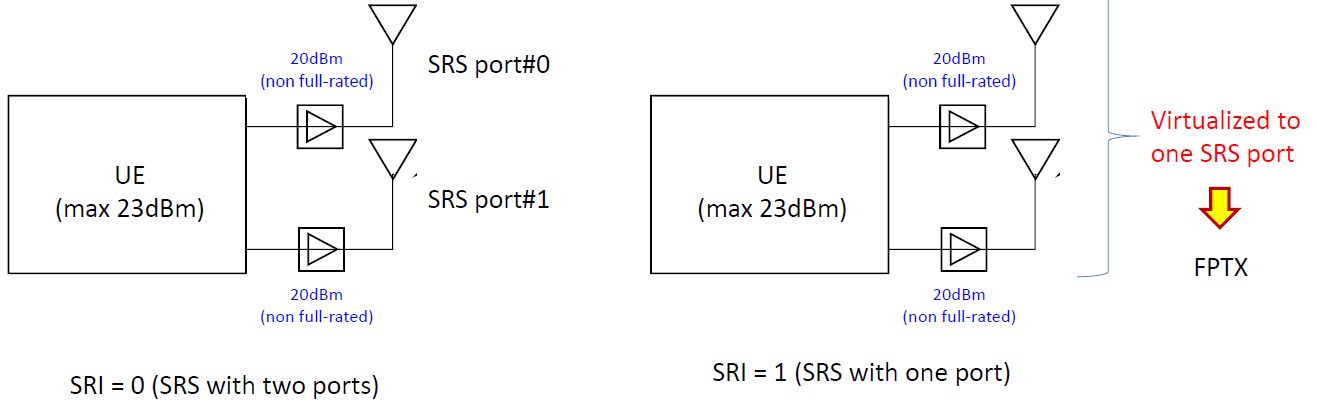 20dBm
(non full-rated)
SRS port#0
UE
(max 23dBm)
SRS port#1
20dBm
(non full-rated)
SRI = 0 (SRS with two ports)
20dBm
(non full-rated)
UE
(max 23dBm)
20dBm
(non full-rated)
Virtualized to
one SRS port
FPTX
SRI = 1 (SRS with one port)